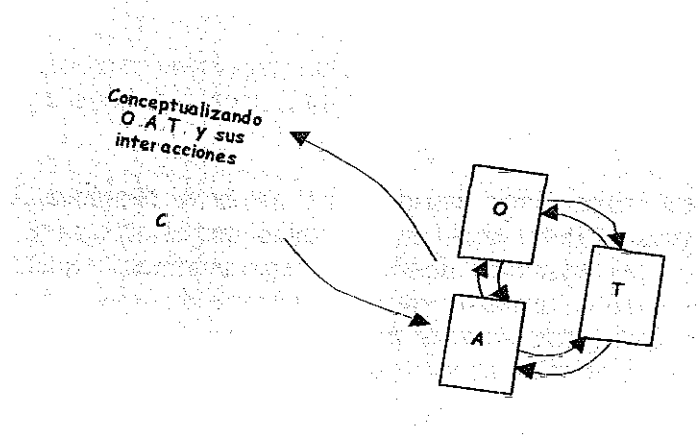 Conceptualizando
O A T y sus
interacciones
C
O
T
A